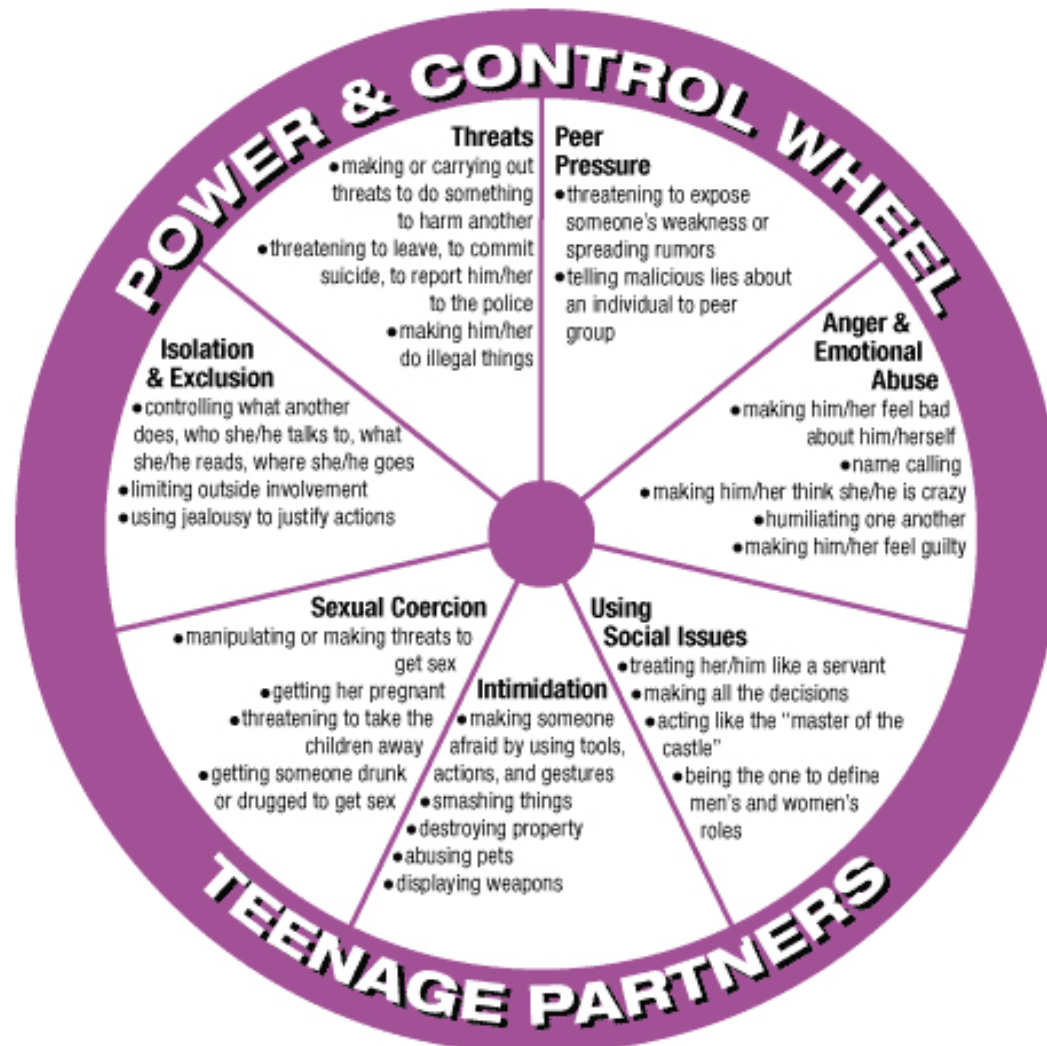 POWER & CONTROL WHEEL
Threats
•making or carrying out
threats to do something
to harm another
•threatening to leave, to commit
suicide, to report him/her
to the police
•making him/her
do illegal things
Peer
Pressure
•threatening to expose
someone's weakness or
spreading rumors
•telling malicious lies about
an individual to peer
group
Anger &
Emotional
Abuse
•making him/her feel bad
about him/herself
•name calling
•making him/her think she/he is crazy
•humiliating one another
•making him/her feel guilty
Using
Social Issues
•treating her/him like a servant
•making all the decisions
•acting like the "master of the
castle"
•being the one to define
men's and women's
roles
Intimidation
•making someone
afraid by using tools,
actions, and gestures
•smashing things
•destroying property
•abusing pets
•displaying weapons
Sexual Coercion
•manipulating or making threats to
get sex
•getting her pregnant
•threatening to take the
children away
•getting someone drunk
or drugged to get sex
Isolation
& Exclusion
•controlling what another
does, who she/he talks to, what
she/he reads, where she/he goes
•limiting outside involvement
•using jealousy to justify actions
TEENAGE PARTNERS